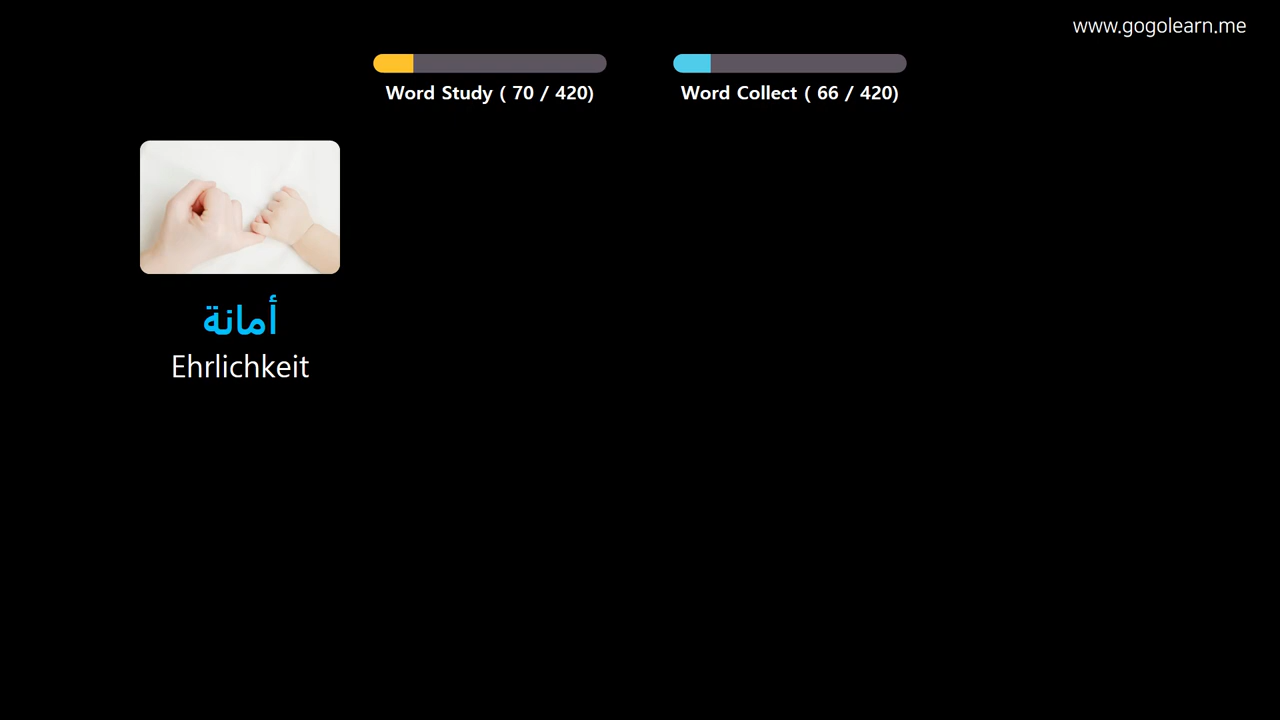 www.gogolearn.me
Word Study ( 70 / 420)
Word Collect ( 66 / 420)
أمانة
Ehrlichkeit